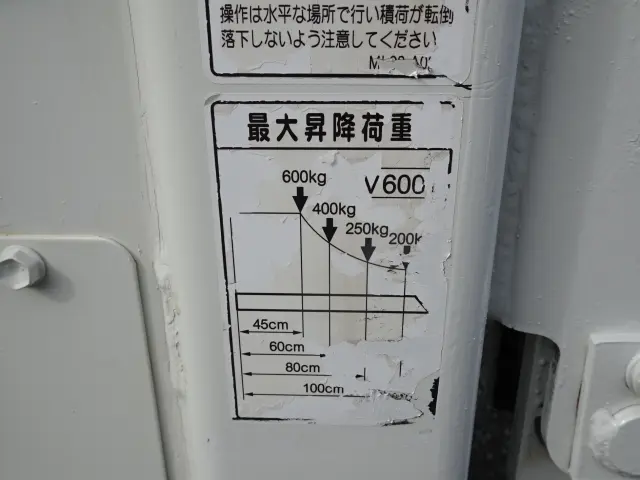 操作は水平な場所で行い積荷が転倒
落下しないよう注意してください
最大昇降荷重
V600
600kg
400kg
250kg
200k
45cm
60cm
80cm
100cm